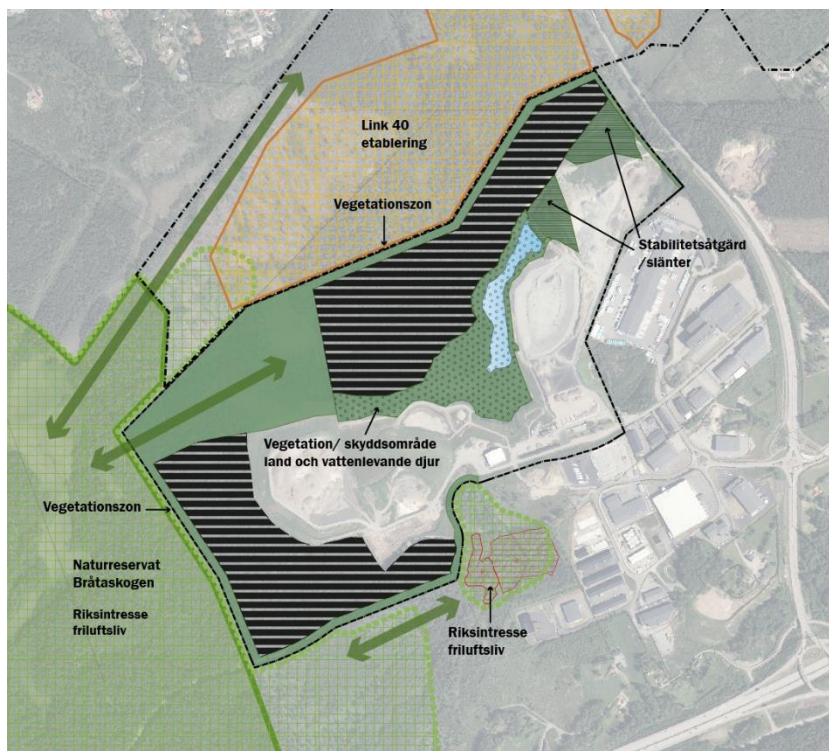 Link 40
etablering
Vegetationszon
Stabilitetsåtgärd
/slänter
Vegetation/ skyddsområde
land och vattenlevande djur
Vegetationszon
Naturreservat
Bråtaskogen
Riksintresse
friluftsliv
Riksintresse
friluftsliv